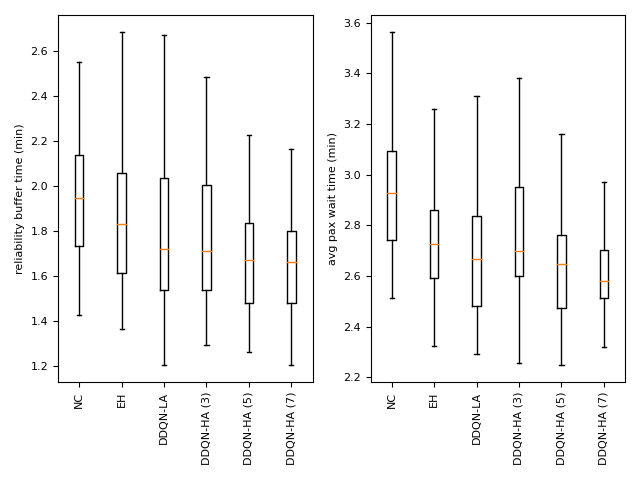 reliability buffer time (min)
2.6
2.4
2.2
2.0
1.8
1.6
1.4
1.2
NC
EH
DDQN-LA
DDQN-HA (3)
DDQN-HA (5)
DDQN-HA (7)
avg pax wait time (min)
3.6
3.4
3.2
3.0
2.8
2.6
2.4
2.2
NC
EH
DDQN-LA
DDQN-HA (3)
DDQN-HA (5)
DDQN-HA (7)